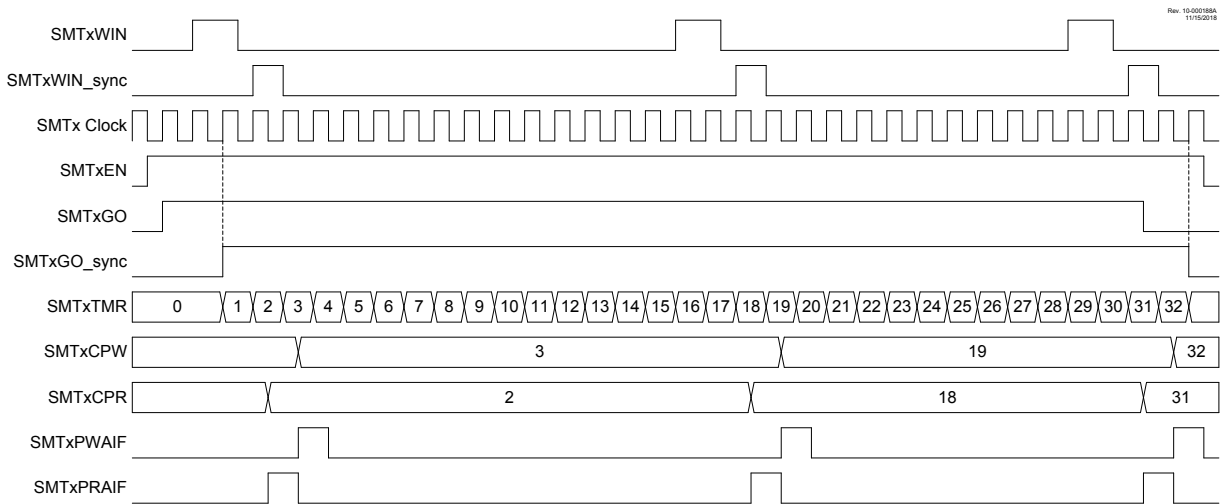 Rev. 10-000188A
11/15/2018
SMTxWIN
SMTxWIN_sync
SMTx Clock
SMTxEN
SMTxGO
SMTxGO_sync
SMTxTMR 0 1 2 3 4 5 6 7 8 9 10 11 12 13 14 15 16 17 18 19 20 21 22 23 24 25 26 27 28 29 30 31 32
SMTxCPW 3 19 32
SMTxCPR 2 18 31
SMTxPWAIF
SMTxPRAIF